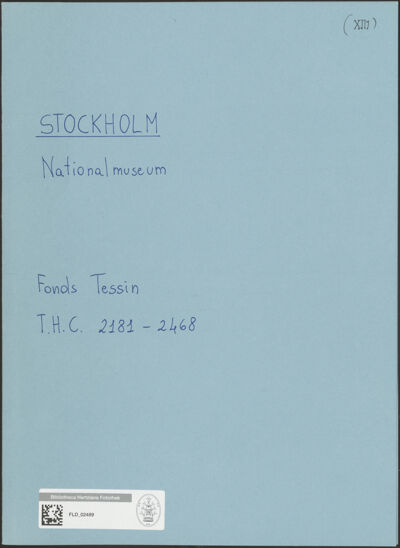 (XIII)
STOCKHOLM
Nationalmuseum
Fonds Tessin
T.H.C. 2181 - 2468
Bibliotheca Hertziana Fotothek
FLD_02489